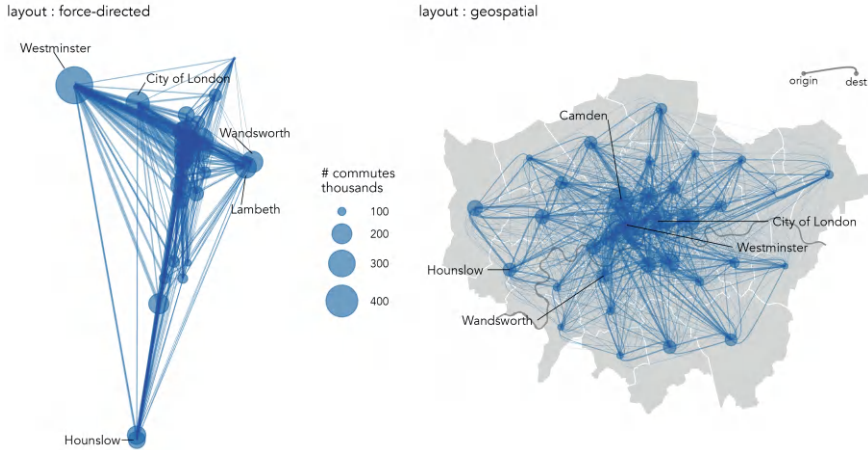 layout : force-directed
Westminster
City of London
Wandsworth
Lambeth
Hounslow
# commutes
thousands
100
200
300
400
layout : geospatial
origin
dest
Camden
City of London
Westminster
Hounslow
Wandsworth